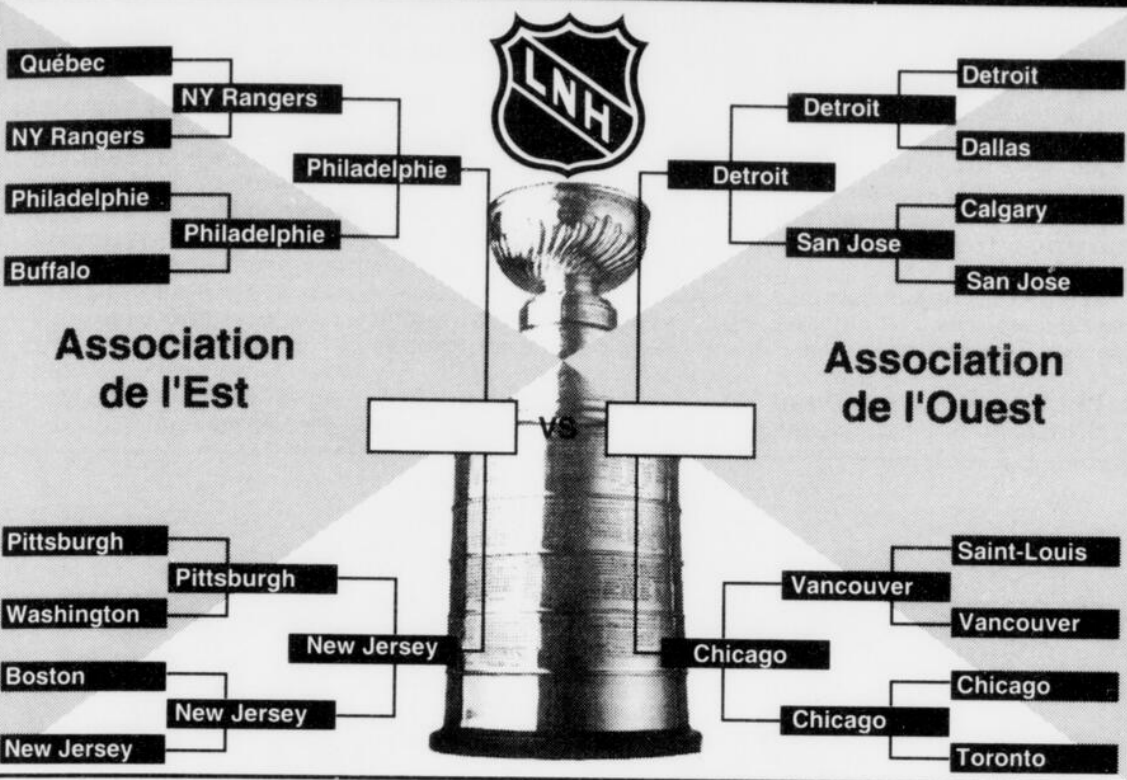 LNH
Québec
NY Rangers
NY Rangers
Philadelphie
Philadelphie
Philadelphie
Buffalo
Association
de l'Est
Pittsburgh
Pittsburgh
Washington
New Jersey
Boston
New Jersey
New Jersey
VS
Detroit
Detroit
Dallas
Detroit
Calgary
San Jose
San Jose
Association
de l'Ouest
Saint-Louis
Vancouver
Vancouver
Chicago
Chicago
Chicago
Toronto